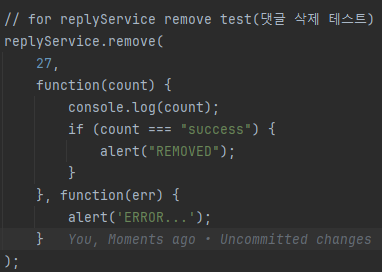 // for replyService remove test(댓글 삭제 테스트)
replyService.remove(
    27,
    function(count) {
        console.log(count);
        if (count === "success") {
            alert("REMOVED");
        }
    }, function(err) {
        alert('ERROR...');
    }   You, Moments ago • Uncommitted changes
);